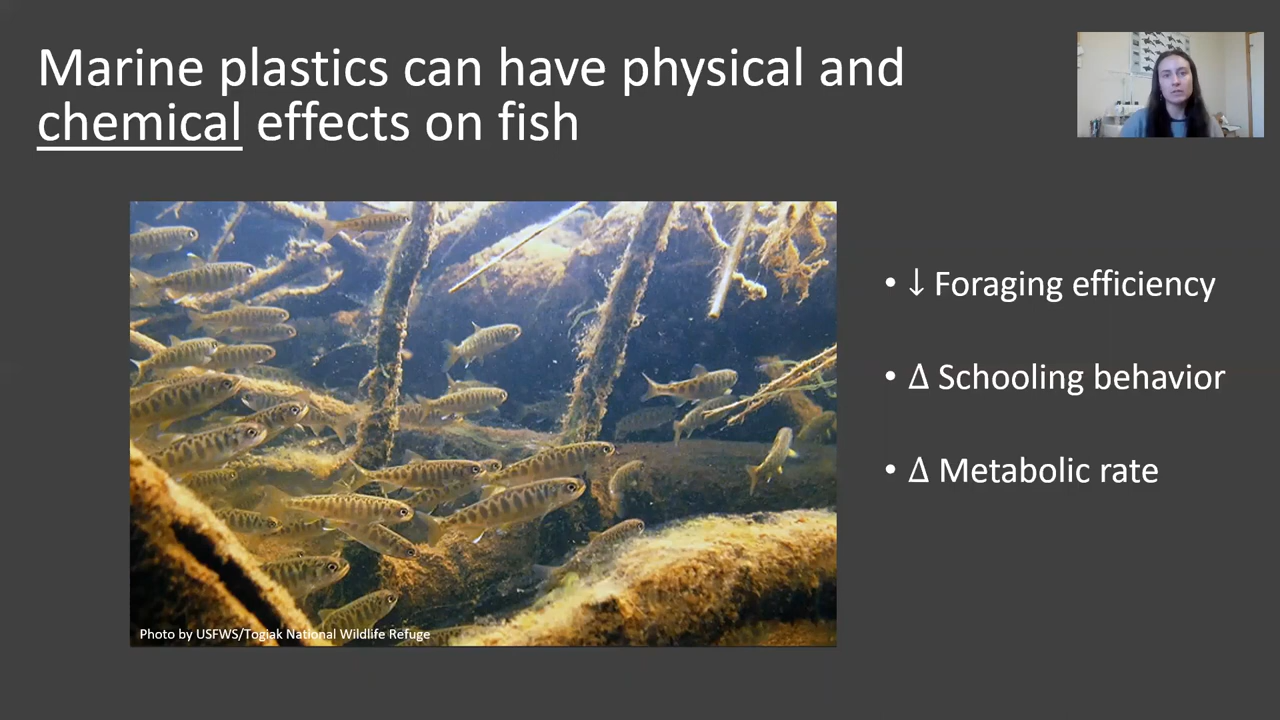 Marine plastics can have physical and
chemical effects on fish
• ↓ Foraging efficiency
• Δ Schooling behavior
• Δ Metabolic rate
Photo by USFWS/Togiak National Wildlife Refuge